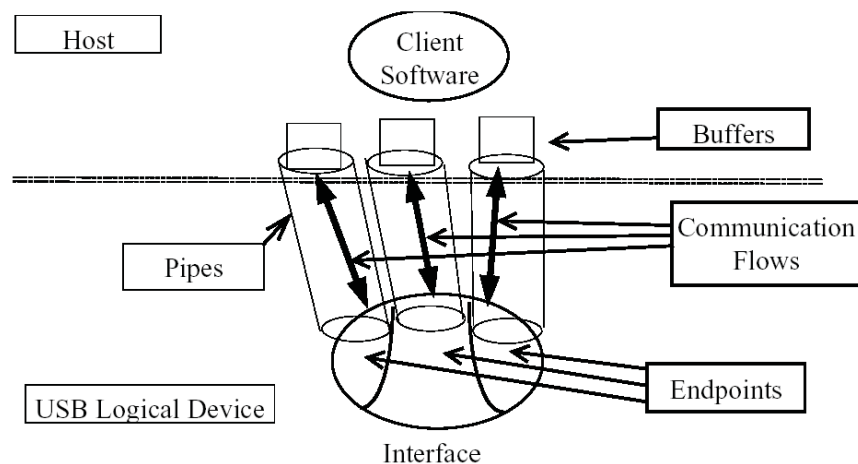 Host
Client
Software
Buffers
Communication
Flows
Pipes
Endpoints
USB Logical Device
Interface